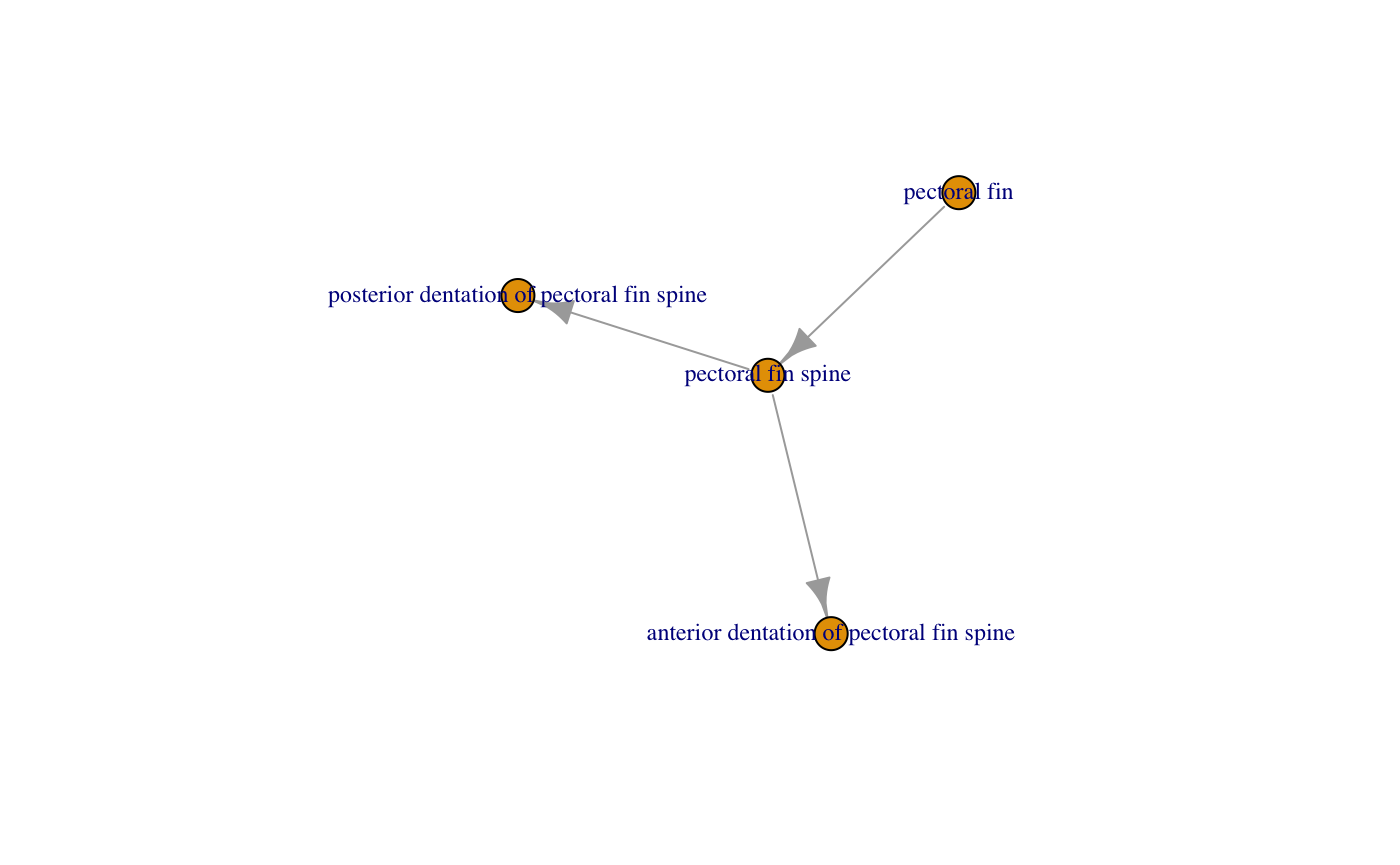 pectoral fin
posterior dentation of pectoral fin spine
pectoral fin spine
anterior dentation of pectoral fin spine